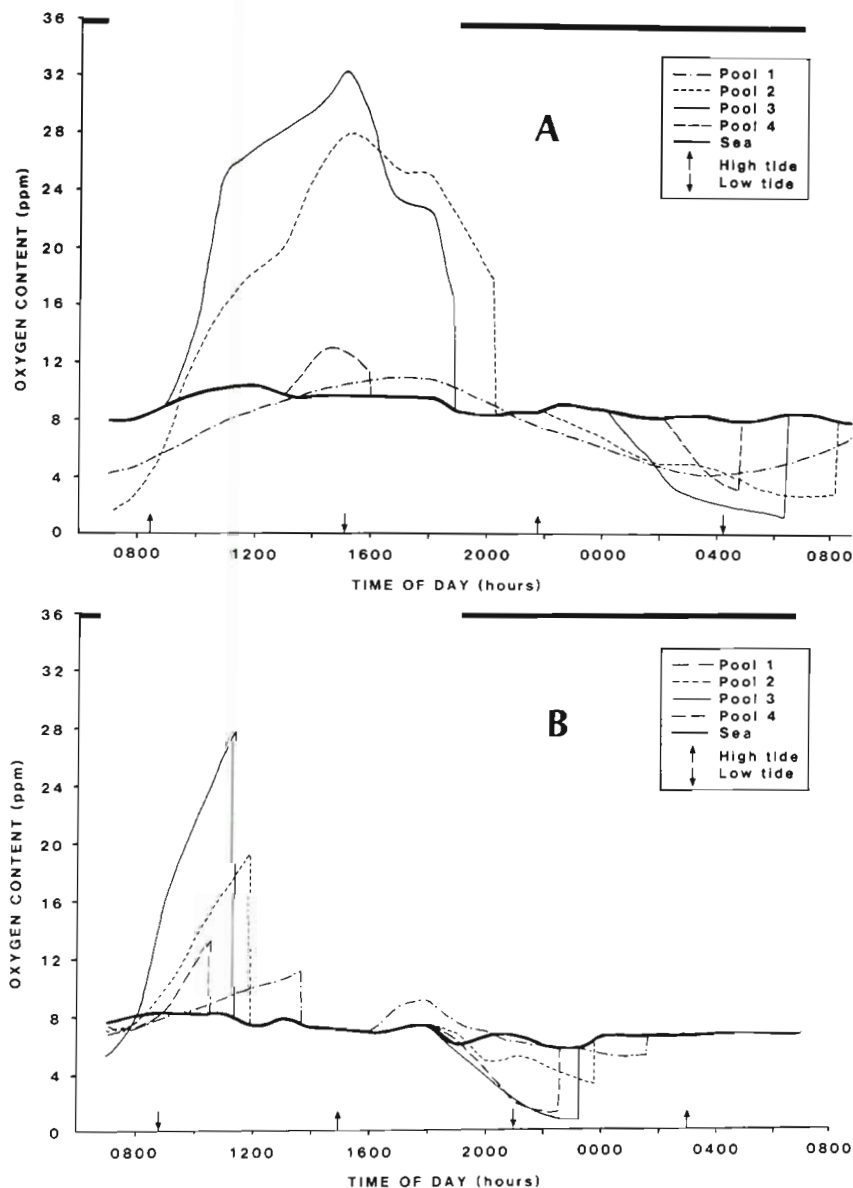 36
32
28
24
20
16
12
8
4
0
OXYGEN CONTENT (ppm)
A
Pool 1
Pool 2
Pool 3
Pool 4
Sea
High tide
Low tide
0800
1200
1600
2000
0000
0400
0800
TIME OF DAY (hours)
36
32
28
24
20
16
12
8
4
0
OXYGEN CONTENT (ppm)
B
Pool 1
Pool 2
Pool 3
Pool 4
Sea
High tide
Low tide
0800
1200
1600
2000
0000
0400
0800
TIME OF DAY (hours)